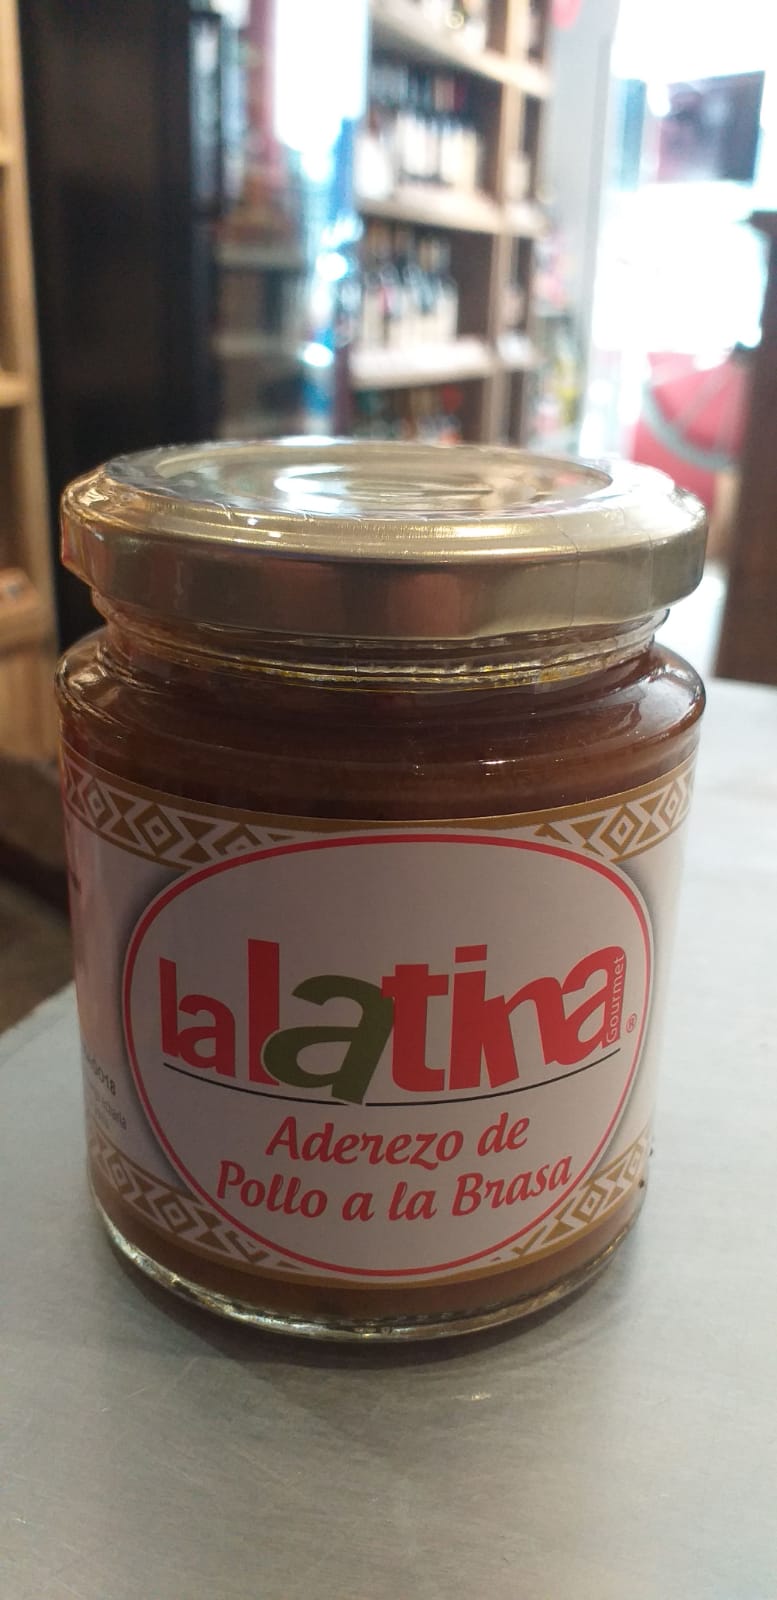 lalatina
Gourmet
®
Aderezo de
Pollo a la Brasa